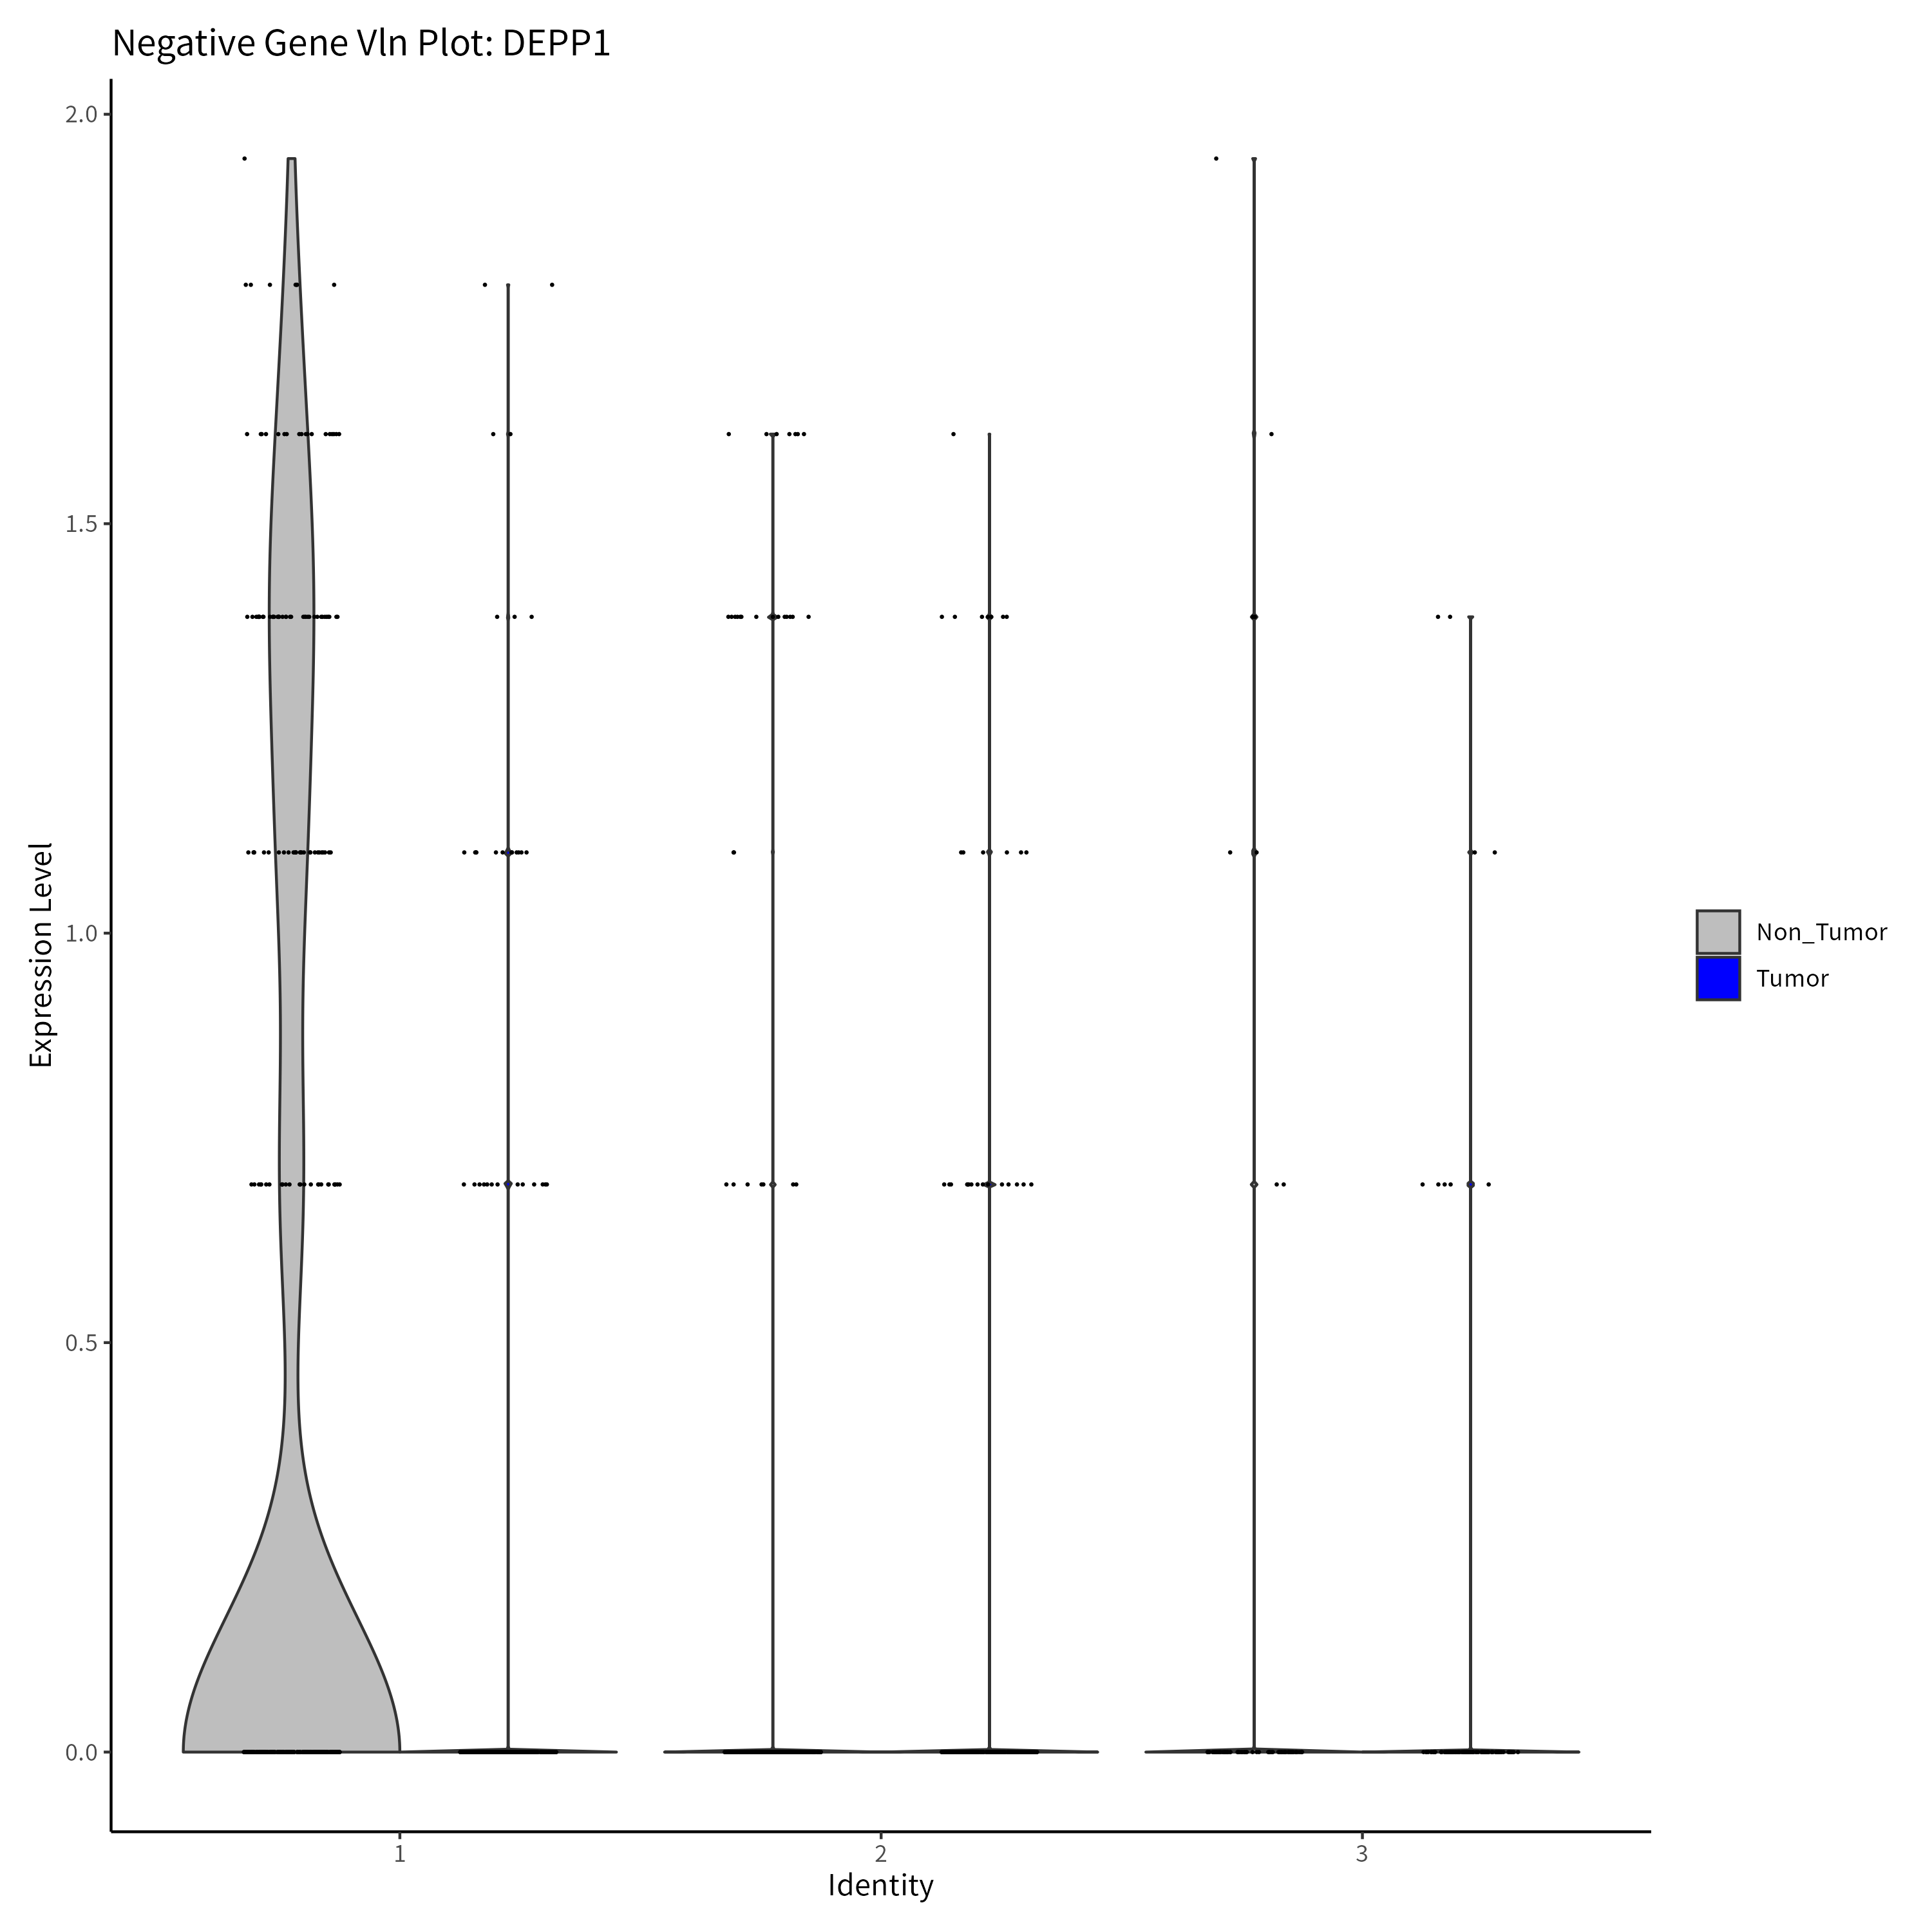 Negative Gene Vln Plot: DEPP1
2.0
1.5
1.0
0.5
0.0
Expression Level
1
2
3
Identity
Non_Tumor
Tumor